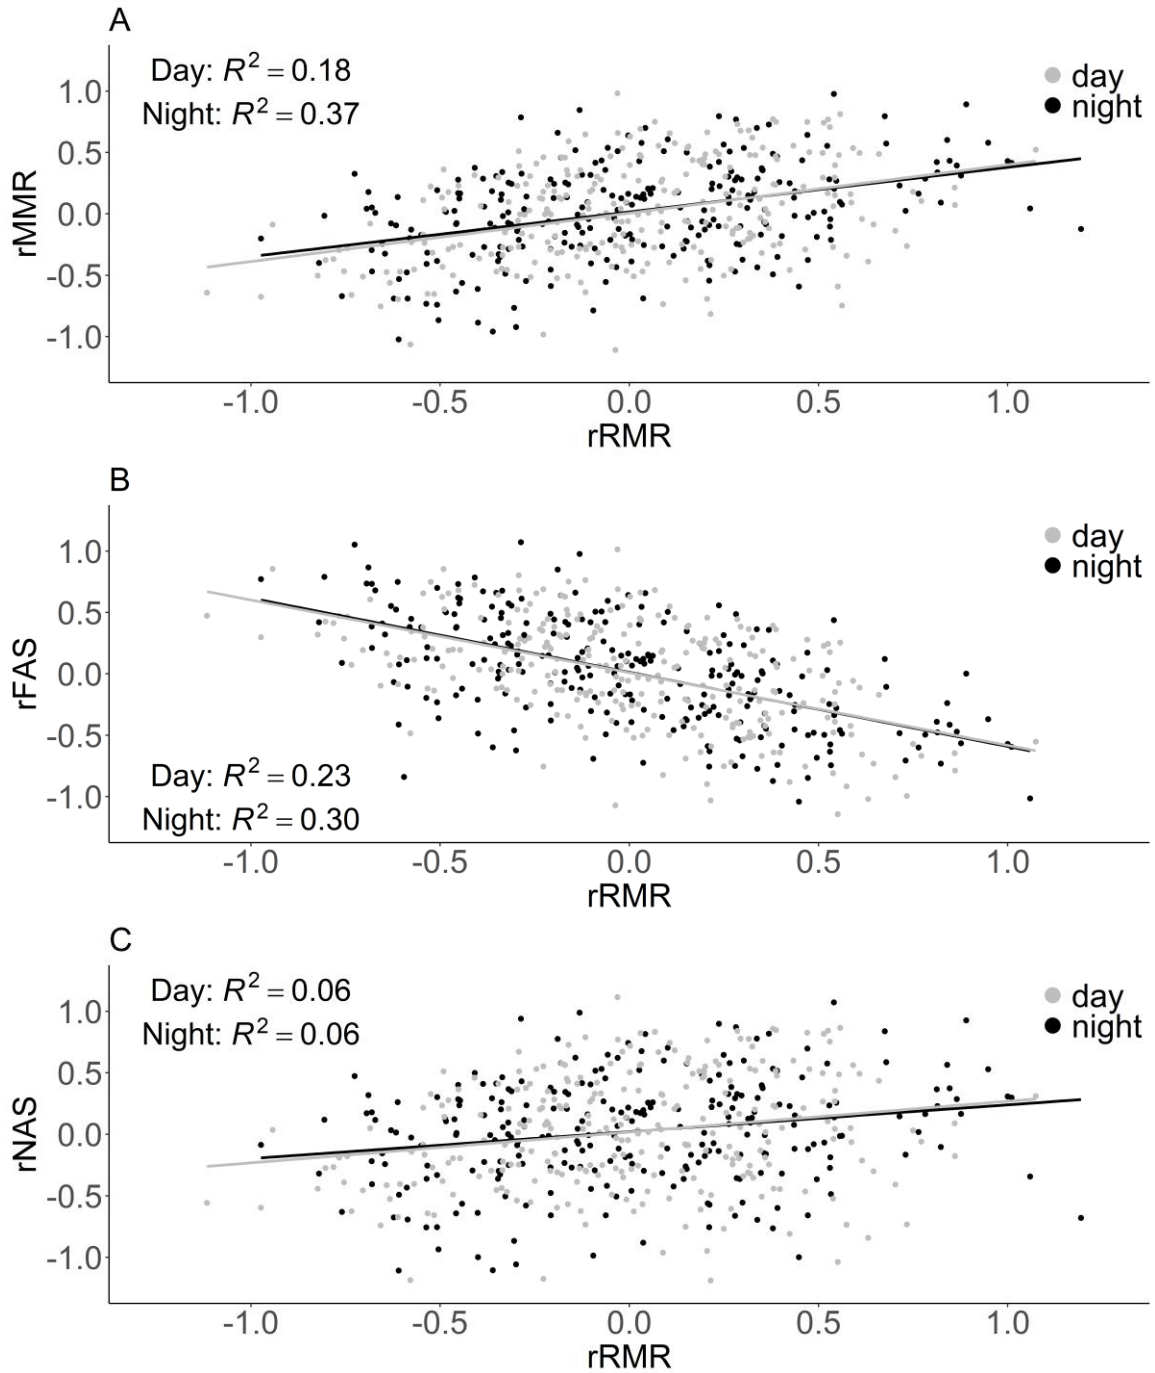 A
Day: R² = 0.18
Night: R² = 0.37
day
night
1.0
0.5
0.0
-0.5
-1.0
rMMR
-1.0 -0.5 0.0 0.5 1.0
rRMR
B
day
night
1.0
0.5
0.0
-0.5
-1.0
rFAS
Day: R² = 0.23
Night: R² = 0.30
-1.0 -0.5 0.0 0.5 1.0
rRMR
C
Day: R² = 0.06
Night: R² = 0.06
day
night
1.0
0.5
0.0
-0.5
-1.0
rNAS
-1.0 -0.5 0.0 0.5 1.0
rRMR